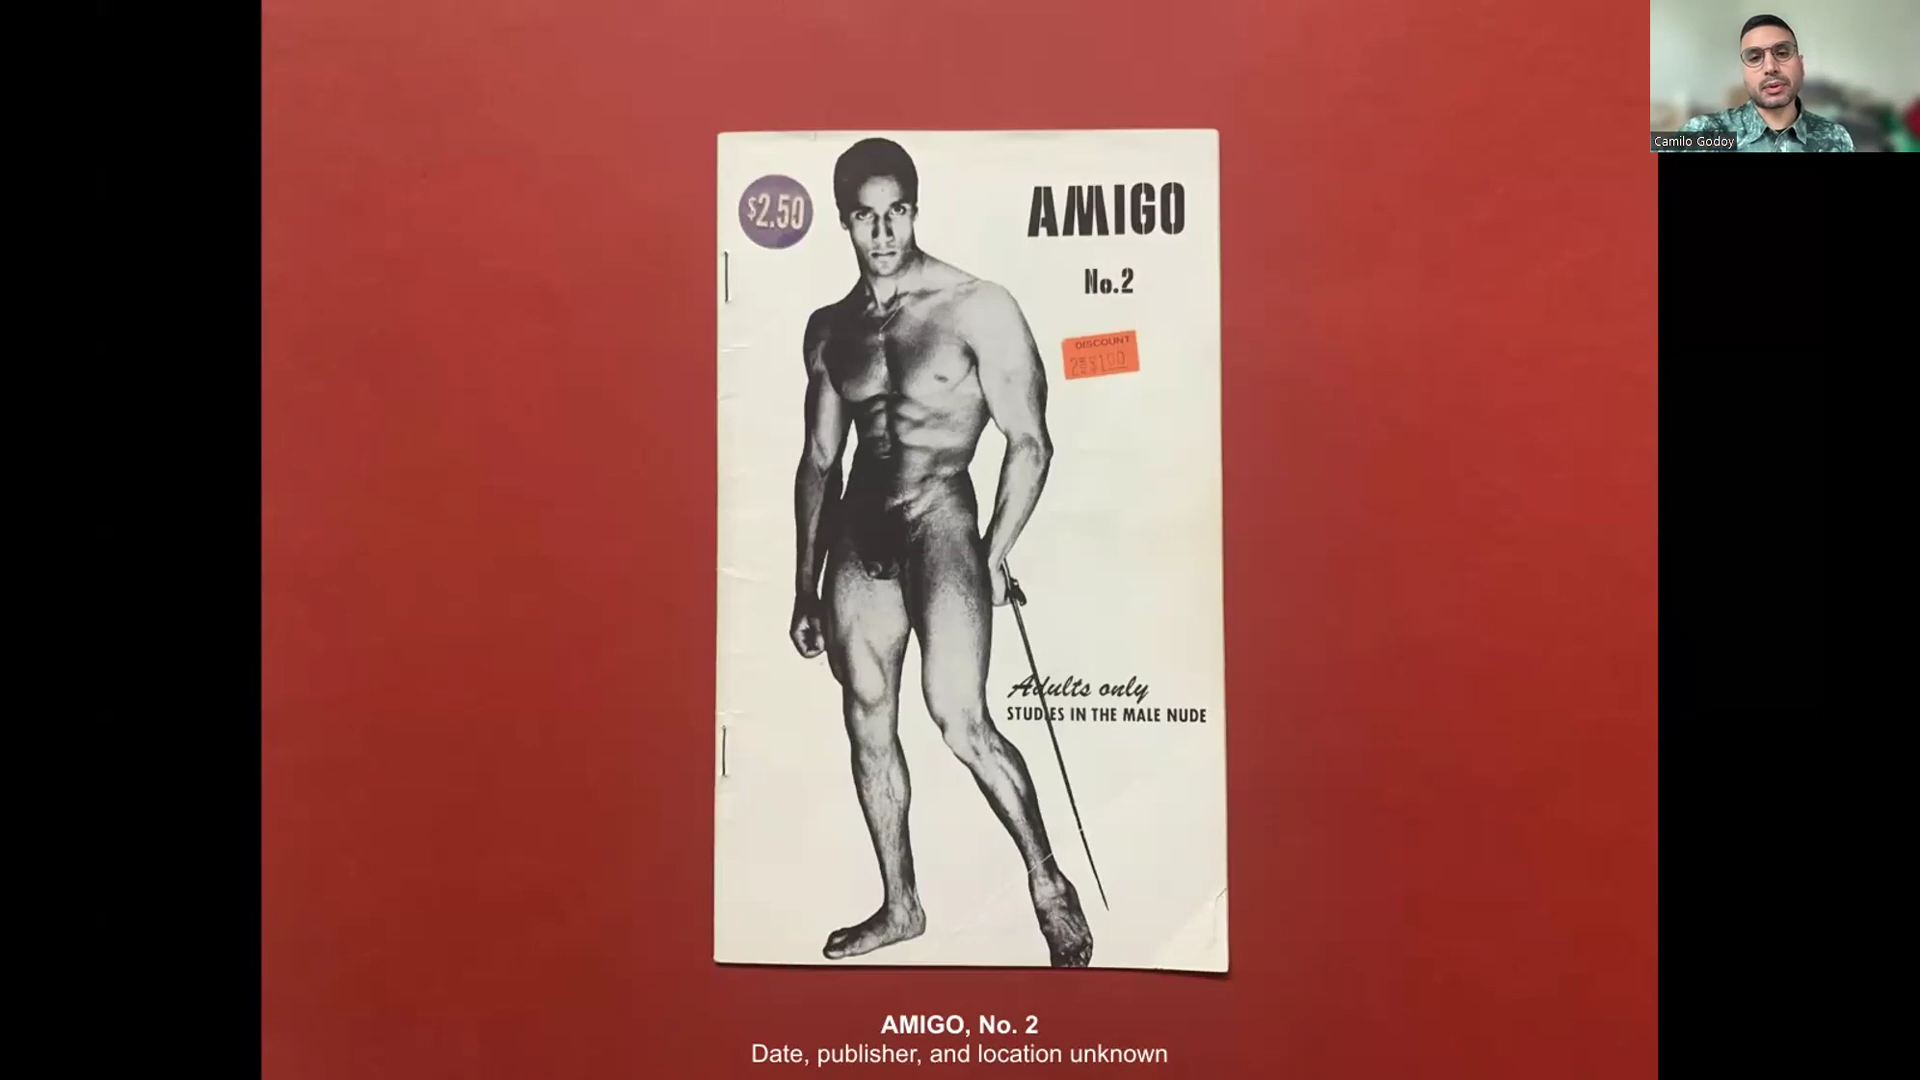 $2.50
AMIGO
No.2
DISCOUNT
Adults only
STUDIES IN THE MALE NUDE
AMIGO, No. 2
Date, publisher, and location unknown
Camilo Godoy